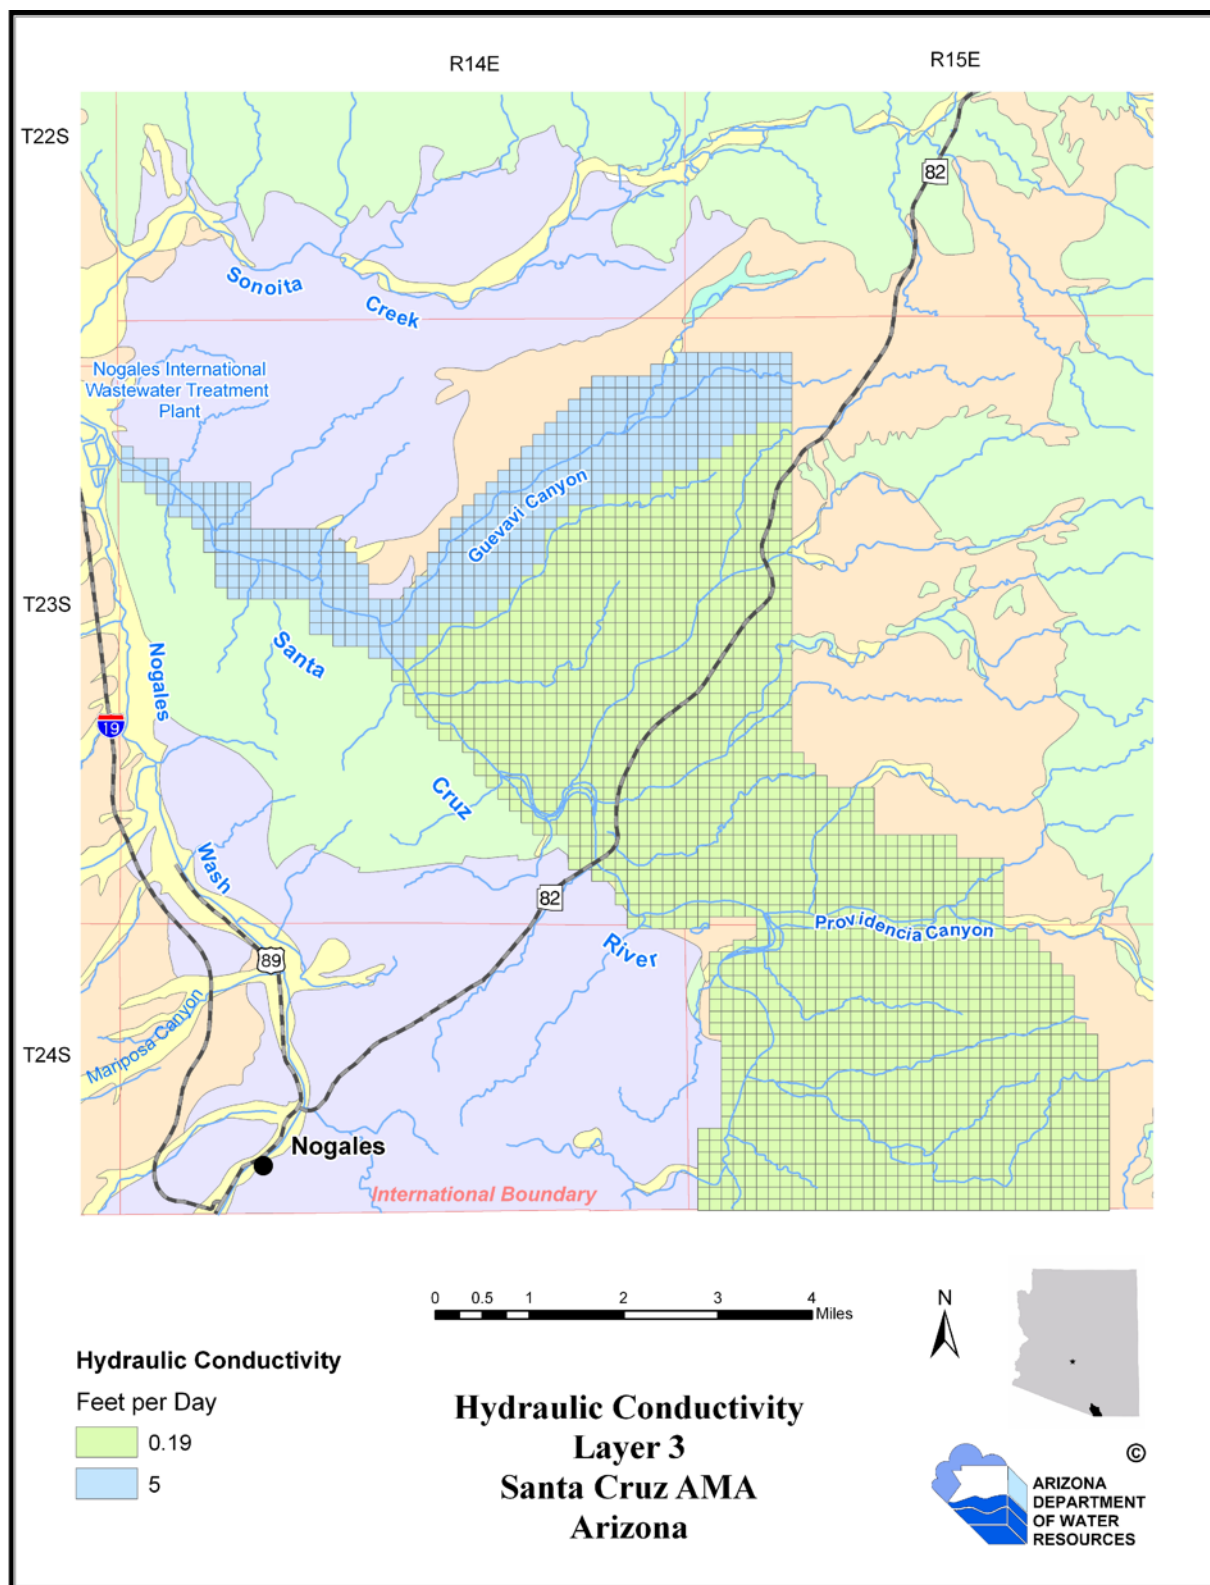 R14E
R15E
T22S
82
Sonoita
Creek
Nogales International
Wastewater Treatment
Plant
Guevavi Canyon
T23S
Santa
Nogales
19
Cruz
Wash
82
89
River
Providencia Canyon
Mariposa Canyon
T24S
Nogales
International Boundary
0 0.5 1 2 3 4
Miles
N
Hydraulic Conductivity
Feet per Day
0.19
5
Hydraulic Conductivity
Layer 3
Santa Cruz AMA
Arizona
©
ARIZONA
DEPARTMENT
OF WATER
RESOURCES